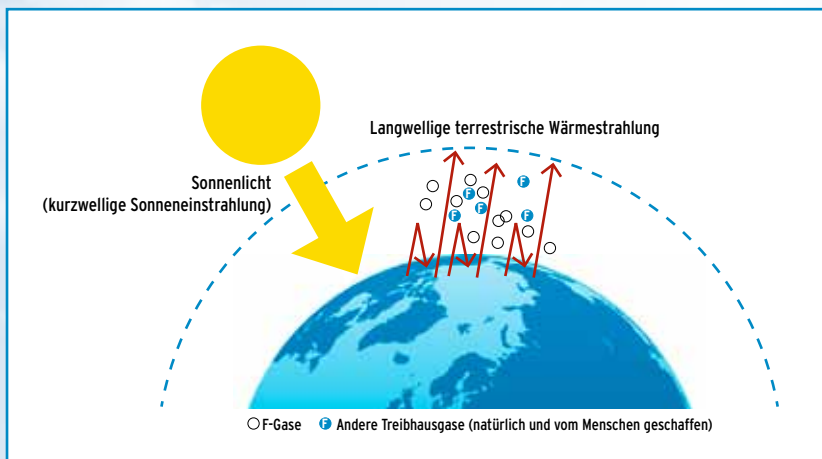 Langwellige terrestrische Wärmestrahlung
Sonnenlicht
(kurzwellige Sonneneinstrahlung)
F
F
F
F
F
F-Gase
F Andere Treibhausgase (natürlich und vom Menschen geschaffen)